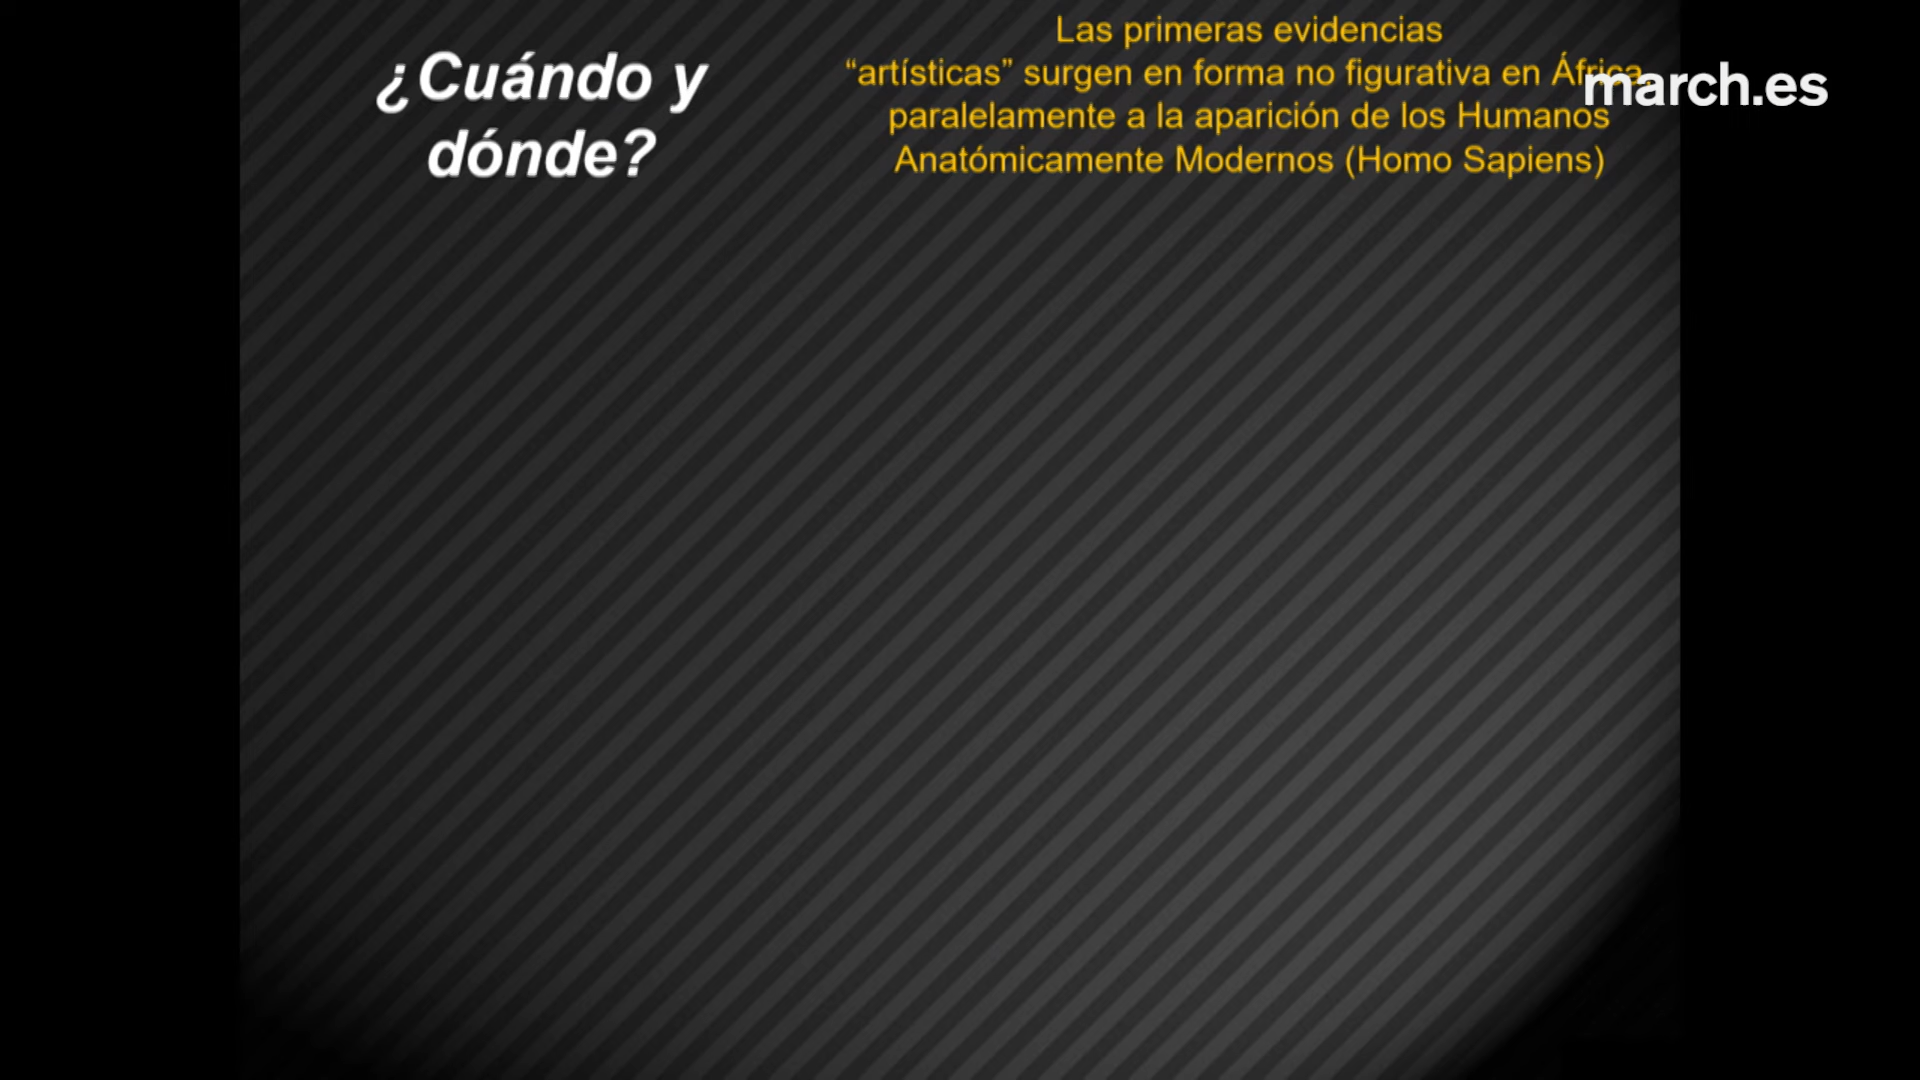 ¿Cuándo y
dónde?
Las primeras evidencias
“artísticas” surgen en forma no figurativa en África,
paralelamente a la aparición de los Humanos
Anatómicamente Modernos (Homo Sapiens)
march.es